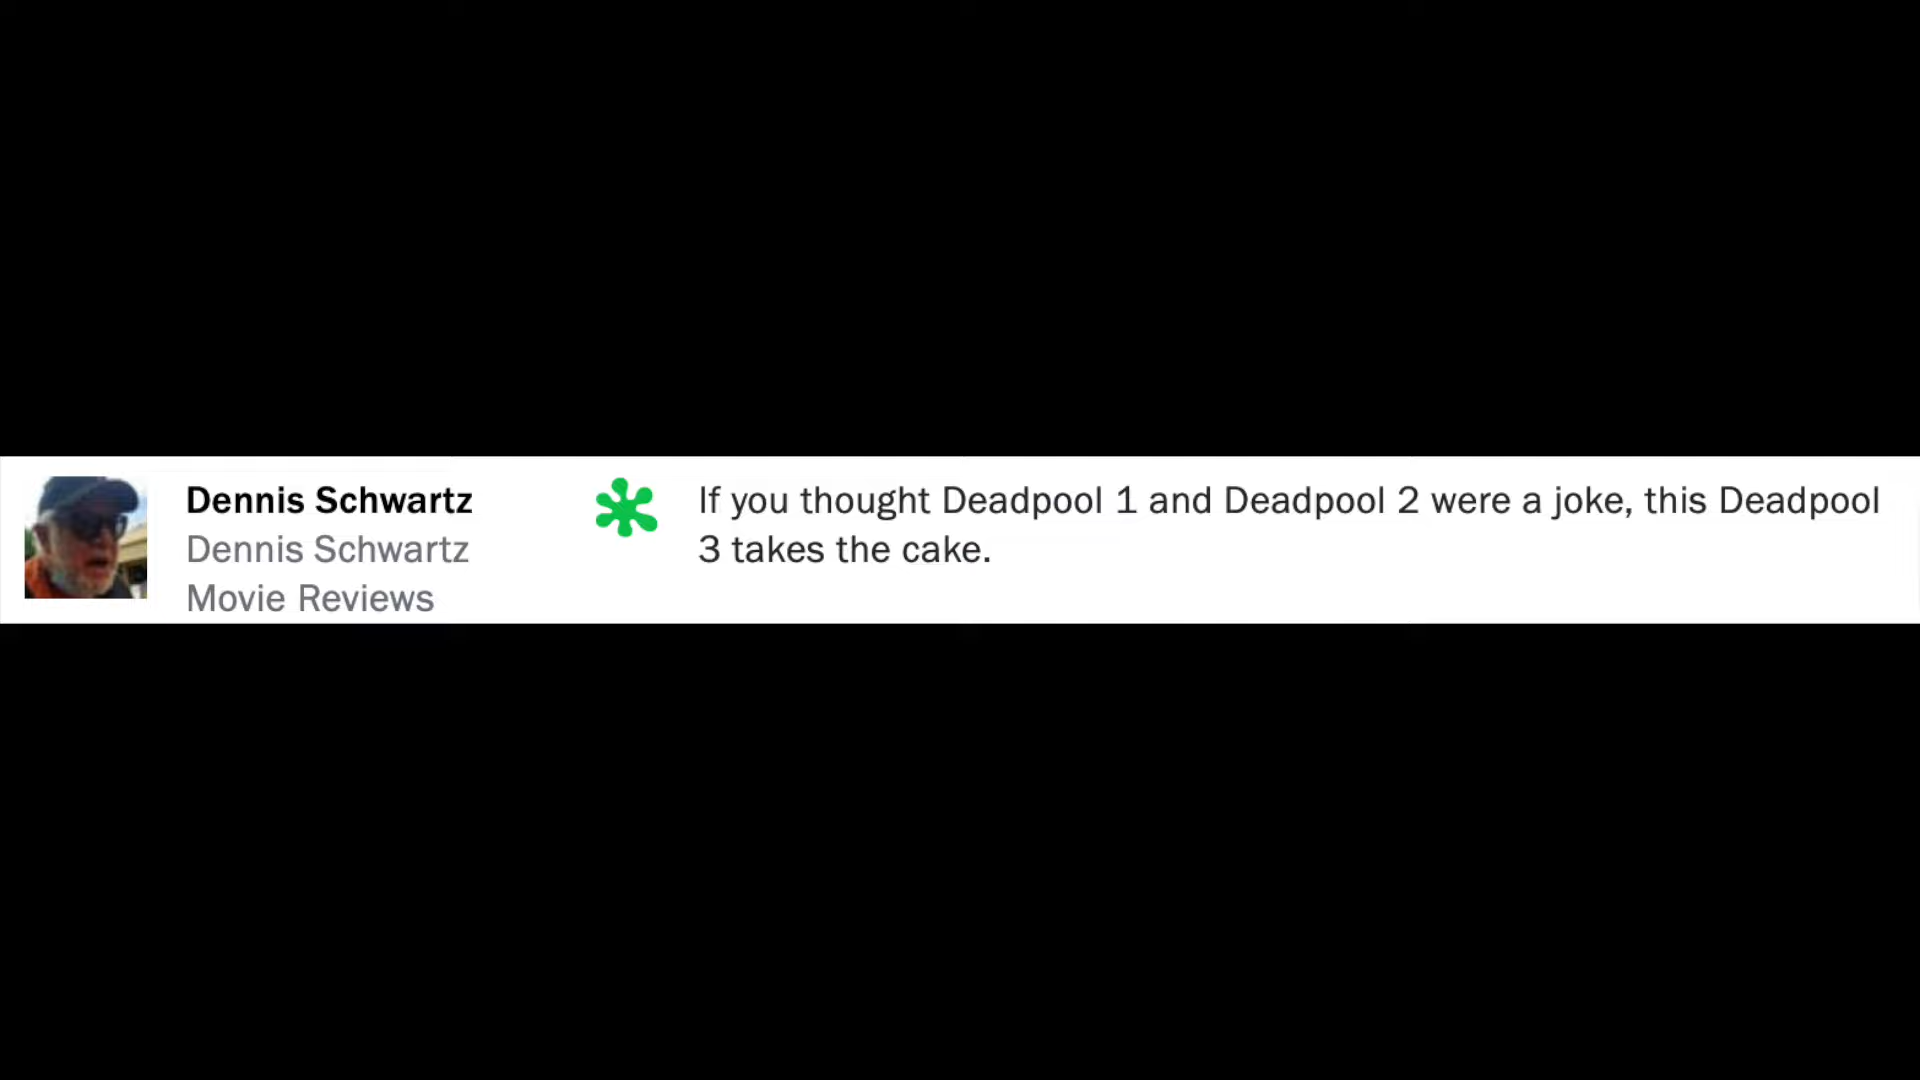 Dennis Schwartz
Dennis Schwartz
Movie Reviews
If you thought Deadpool 1 and Deadpool 2 were a joke, this Deadpool
3 takes the cake.